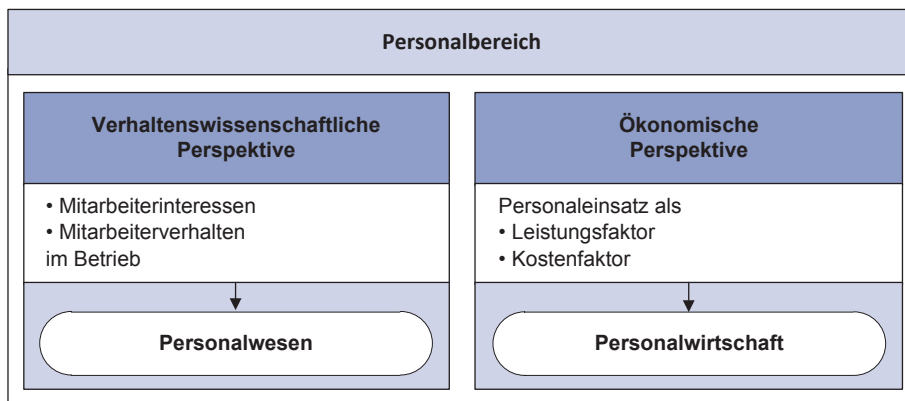 Personalbereich
Verhaltenswissenschaftliche
Perspektive
• Mitarbeiterinteressen
• Mitarbeiterverhalten
im Betrieb
Personalwesen
Ökonomische
Perspektive
Personaleinsatz als
• Leistungsfaktor
• Kostenfaktor
Personalwirtschaft